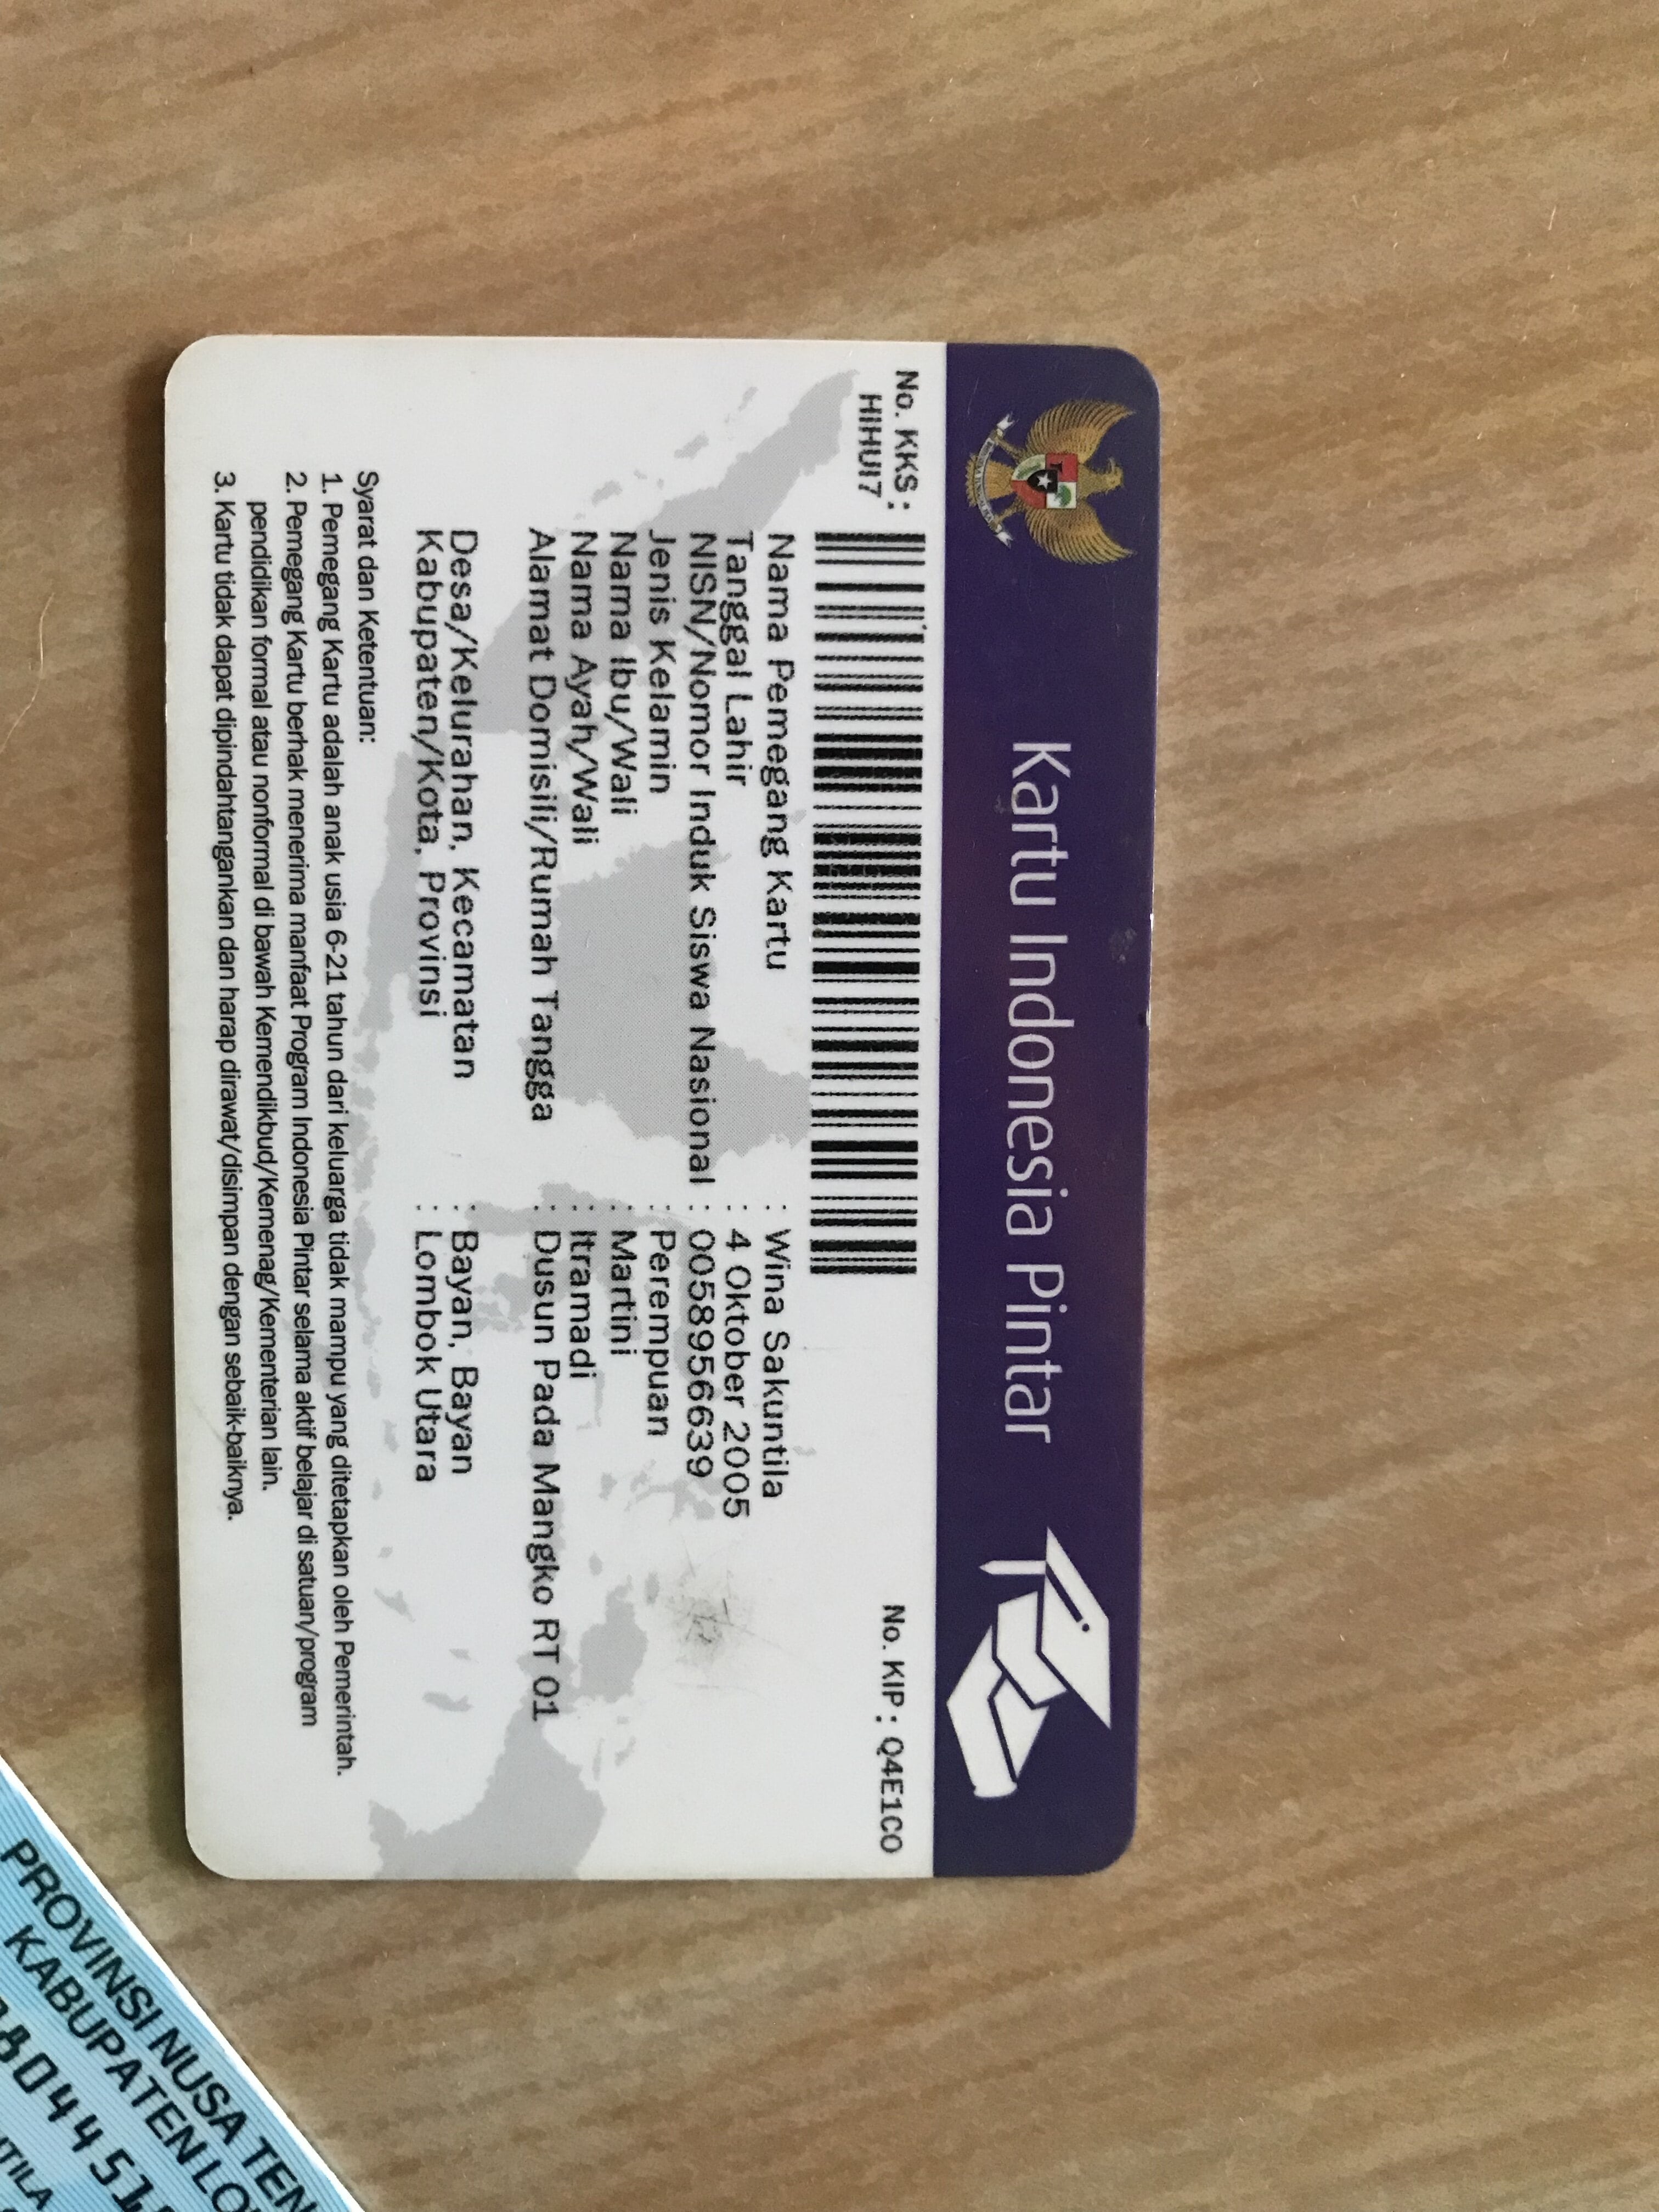 Kartu Indonesia Pintar
No. KKS :
HIHUI7
No. KIP : Q4E1CO
Nama Pemegang Kartu : Wina Sakuntila
Tanggal Lahir : 4 Oktober 2005
NISN/Nomor Induk Siswa Nasional : 0058956639
Jenis Kelamin : Perempuan
Nama Ibu/Wali : Martini
Nama Ayah/Wali : Itramadi
Alamat Domisili/Rumah Tangga : Dusun Pada Mangko RT 01
Desa/Kelurahan, Kecamatan : Bayan, Bayan
Kabupaten/Kota, Provinsi : Lombok Utara
Syarat dan Ketentuan:
1. Pemegang Kartu adalah anak usia 6-21 tahun dari keluarga tidak mampu yang ditetapkan oleh Pemerintah.
2. Pemegang Kartu berhak menerima manfaat Program Indonesia Pintar selama aktif belajar di satuan/program
pendidikan formal atau nonformal di bawah Kemendikbud/Kemenag/Kementerian lain.
3. Kartu tidak dapat dipindahtangankan dan harap dirawat/disimpan dengan sebaik-baiknya.
PROVINSI NUSA TEN
KABUPATEN LO
804451